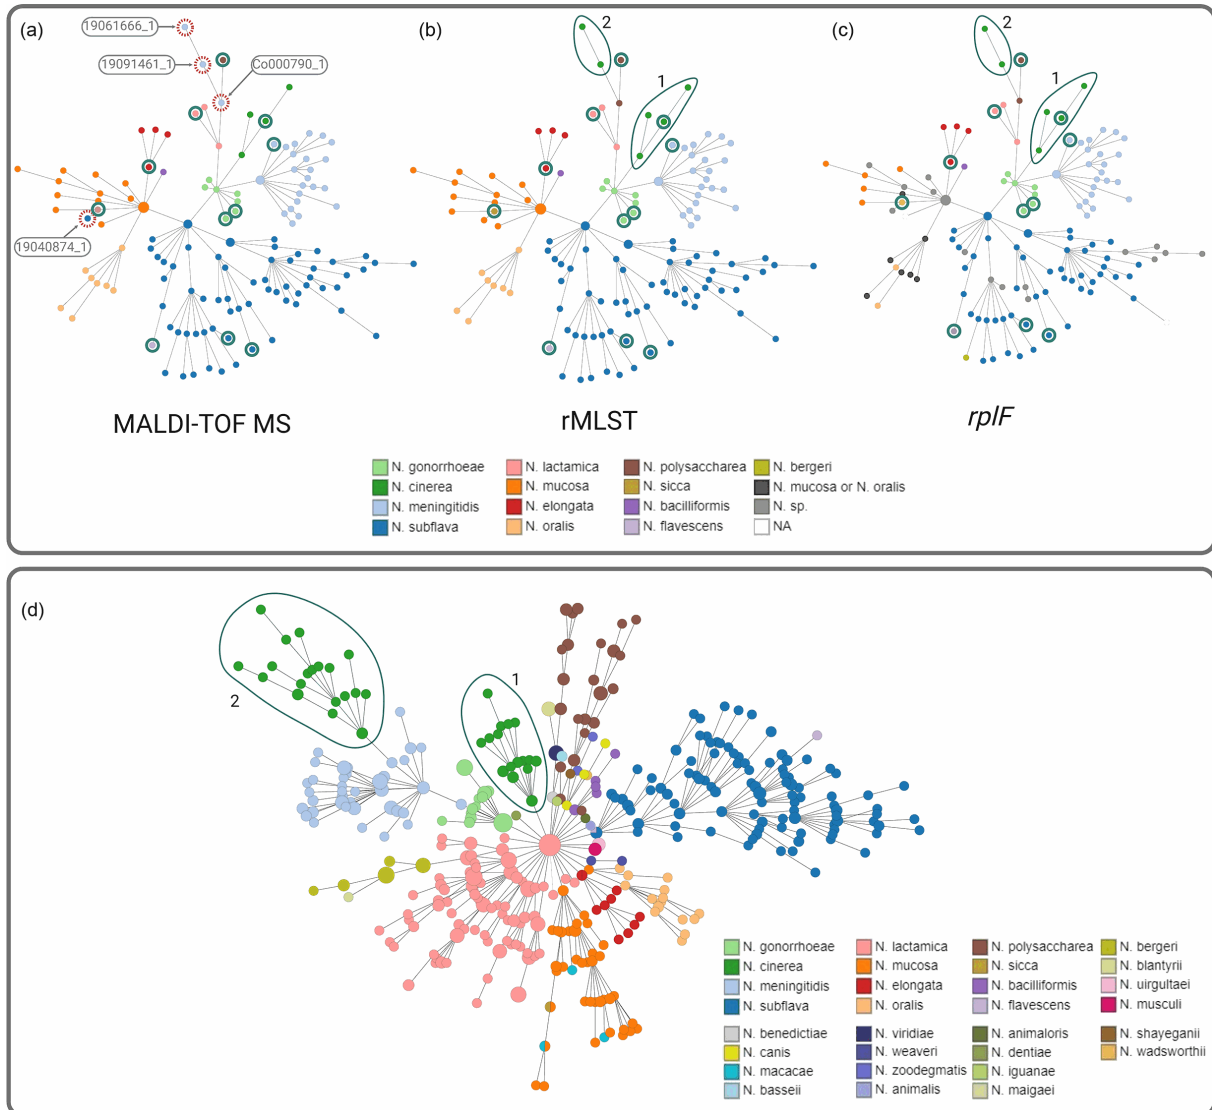 (a)
19061666_1
19091461_1
Co000790_1
19040874_1
MALDI-TOF MS
(b)
2
1
rMLST
(c)
2
1
rplF
N. gonorrhoeae
N. cinerea
N. meningitidis
N. subflava
N. lactamica
N. mucosa
N. elongata
N. oralis
N. polysaccharea
N. sicca
N. bacilliformis
N. flavescens
N. bergeri
N. mucosa or N. oralis
N. sp.
NA
(d)
2
1
N. gonorrhoeae
N. cinerea
N. meningitidis
N. subflava
N. benedictiae
N. canis
N. macacae
N. basseii
N. lactamica
N. mucosa
N. elongata
N. oralis
N. viridiae
N. weaveri
N. zoodegmatis
N. animalis
N. polysaccharea
N. sicca
N. bacilliformis
N. flavescens
N. animaloris
N. dentiae
N. iguanae
N. maigaei
N. bergeri
N. blantyrii
N. uirgultaei
N. musculi
N. shayeganii
N. wadsworthii